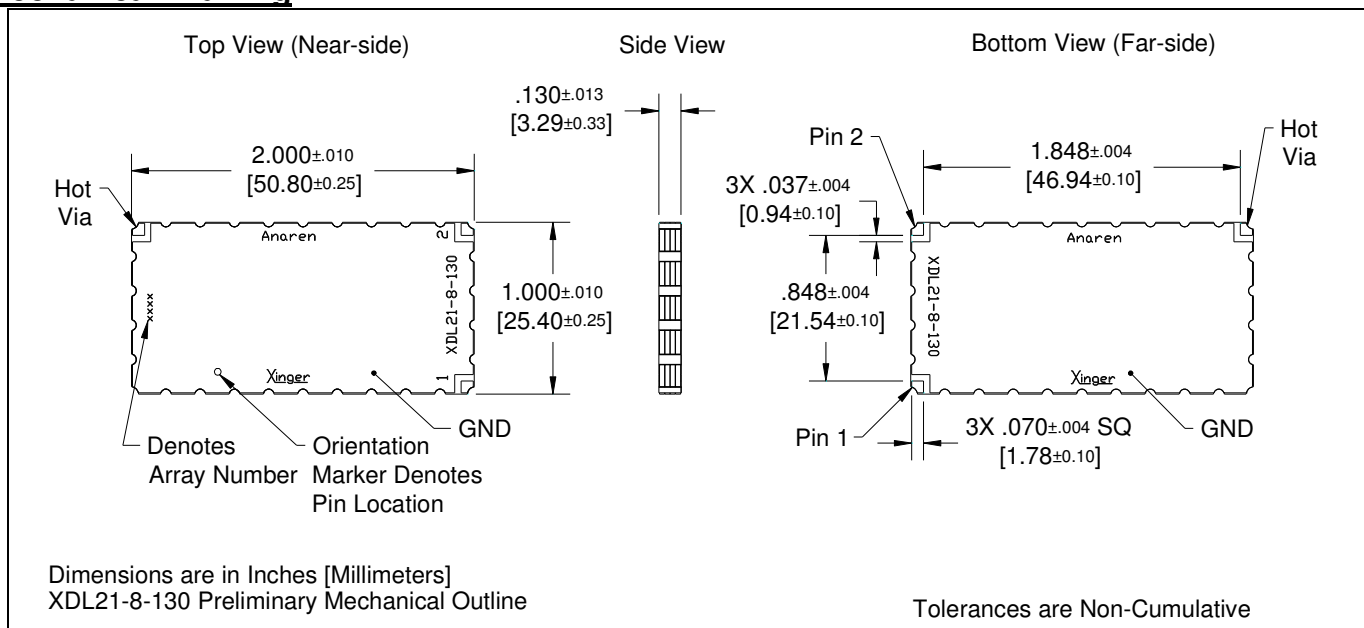 Top View (Near-side)
Side View
Bottom View (Far-side)
.130±.013
[3.29±0.33]
2.000±.010
[50.80±0.25]
Hot
Via
Anaren
2
XDL21-8-130
1
xxxx
Xinger
1.000±.010
[25.40±0.25]
GND
Denotes
Array Number
Orientation
Marker Denotes
Pin Location
Pin 2
1.848±.004
[46.94±0.10]
Hot
Via
3X .037±.004
[0.94±0.10]
Anaren
XDL21-8-130
.848±.004
[21.54±0.10]
Xinger
Pin 1
3X .070±.004 SQ
[1.78±0.10]
GND
Dimensions are in Inches [Millimeters]
XDL21-8-130 Preliminary Mechanical Outline
Tolerances are Non-Cumulative